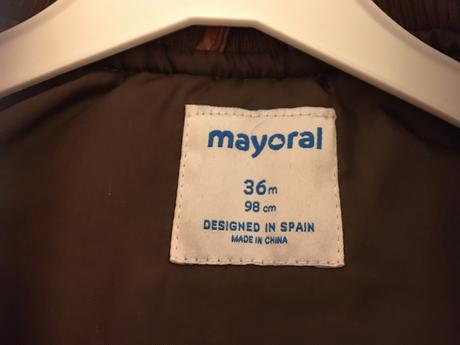 mayoral
36m
98 cm
DESIGNED IN SPAIN
MADE IN CHINA